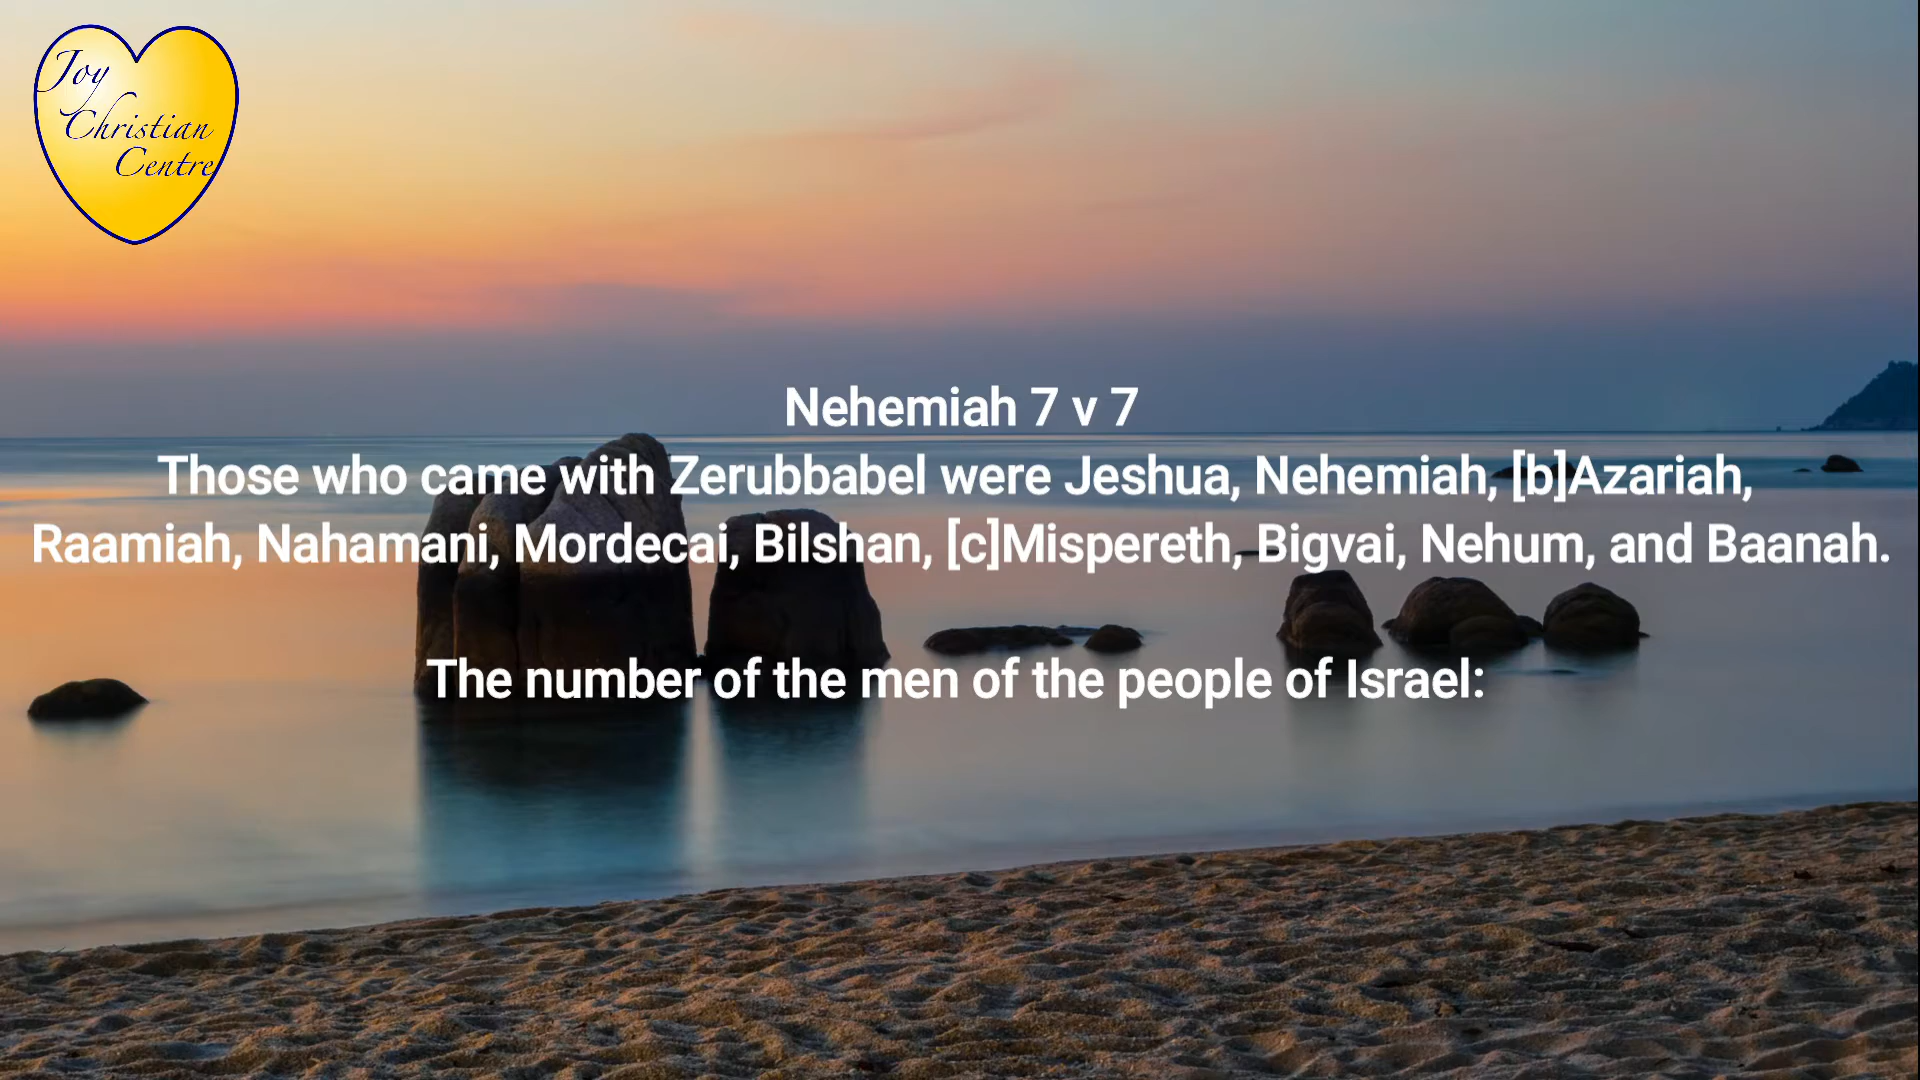 Joy
Christian
Centre
Nehemiah 7 v 7
Those who came with Zerubbabel were Jeshua, Nehemiah, [b]Azariah,
Raamiah, Nahamani, Mordecai, Bilshan, [c]Mispereth, Bigvai, Nehum, and Baanah.
The number of the men of the people of Israel: